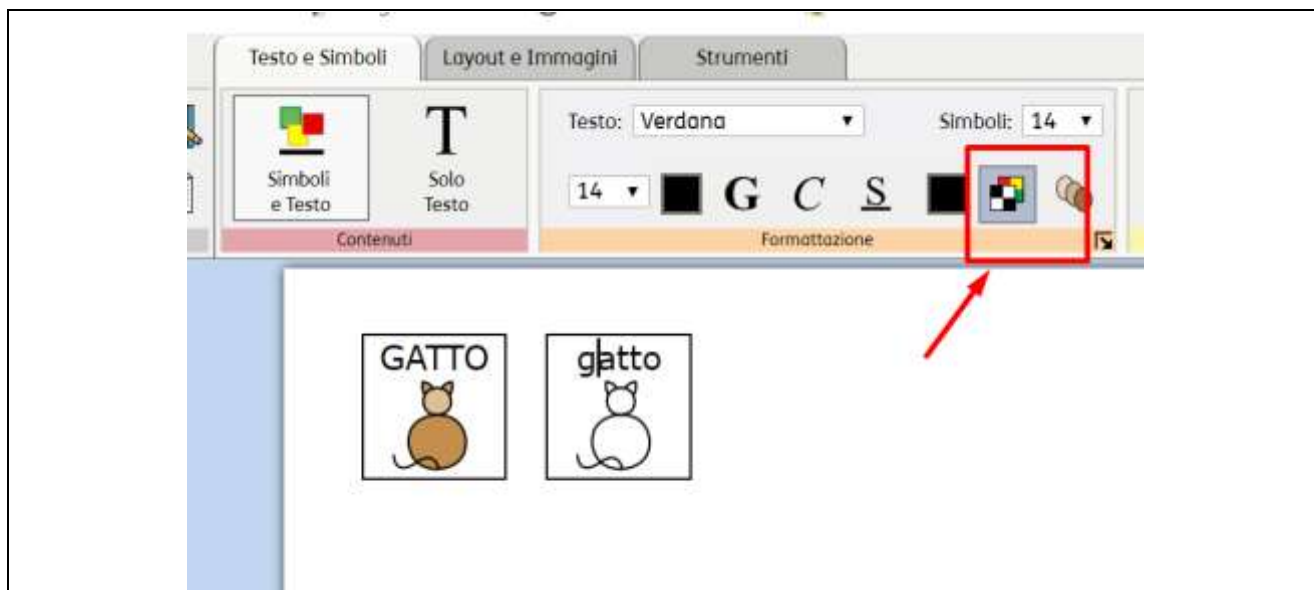 Testo e Simboli Layout e Immagini Strumenti
Testo: Verdana Simboli: 14
T
Simboli
e Testo
Solo
Testo
14 G C S
Contenuti Formattazione
GATTO gatto